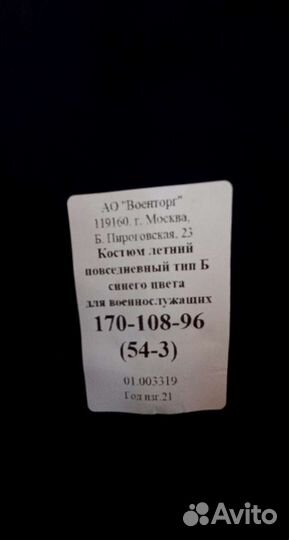 АО "Военторг"
119160. г. Москва,
Б. Пироговская, 23
Костюм летний
повседневный тип Б
синего цвета
для военнослужащих
170-108-96
(54-3)
01.003319
Год изг.21
Avito